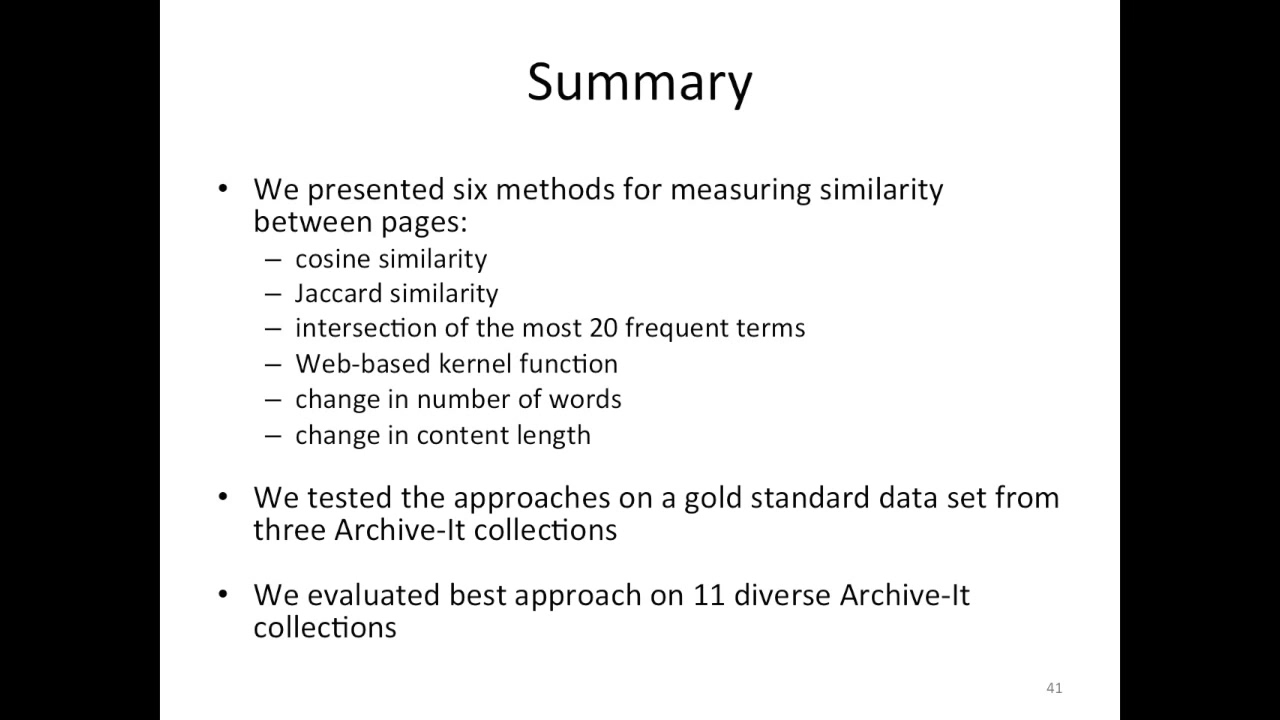 Summary
• We presented six methods for measuring similarity
between pages:
– cosine similarity
– Jaccard similarity
– intersection of the most 20 frequent terms
– Web-based kernel function
– change in number of words
– change in content length
• We tested the approaches on a gold standard data set from
three Archive-It collections
• We evaluated best approach on 11 diverse Archive-It
collections
41